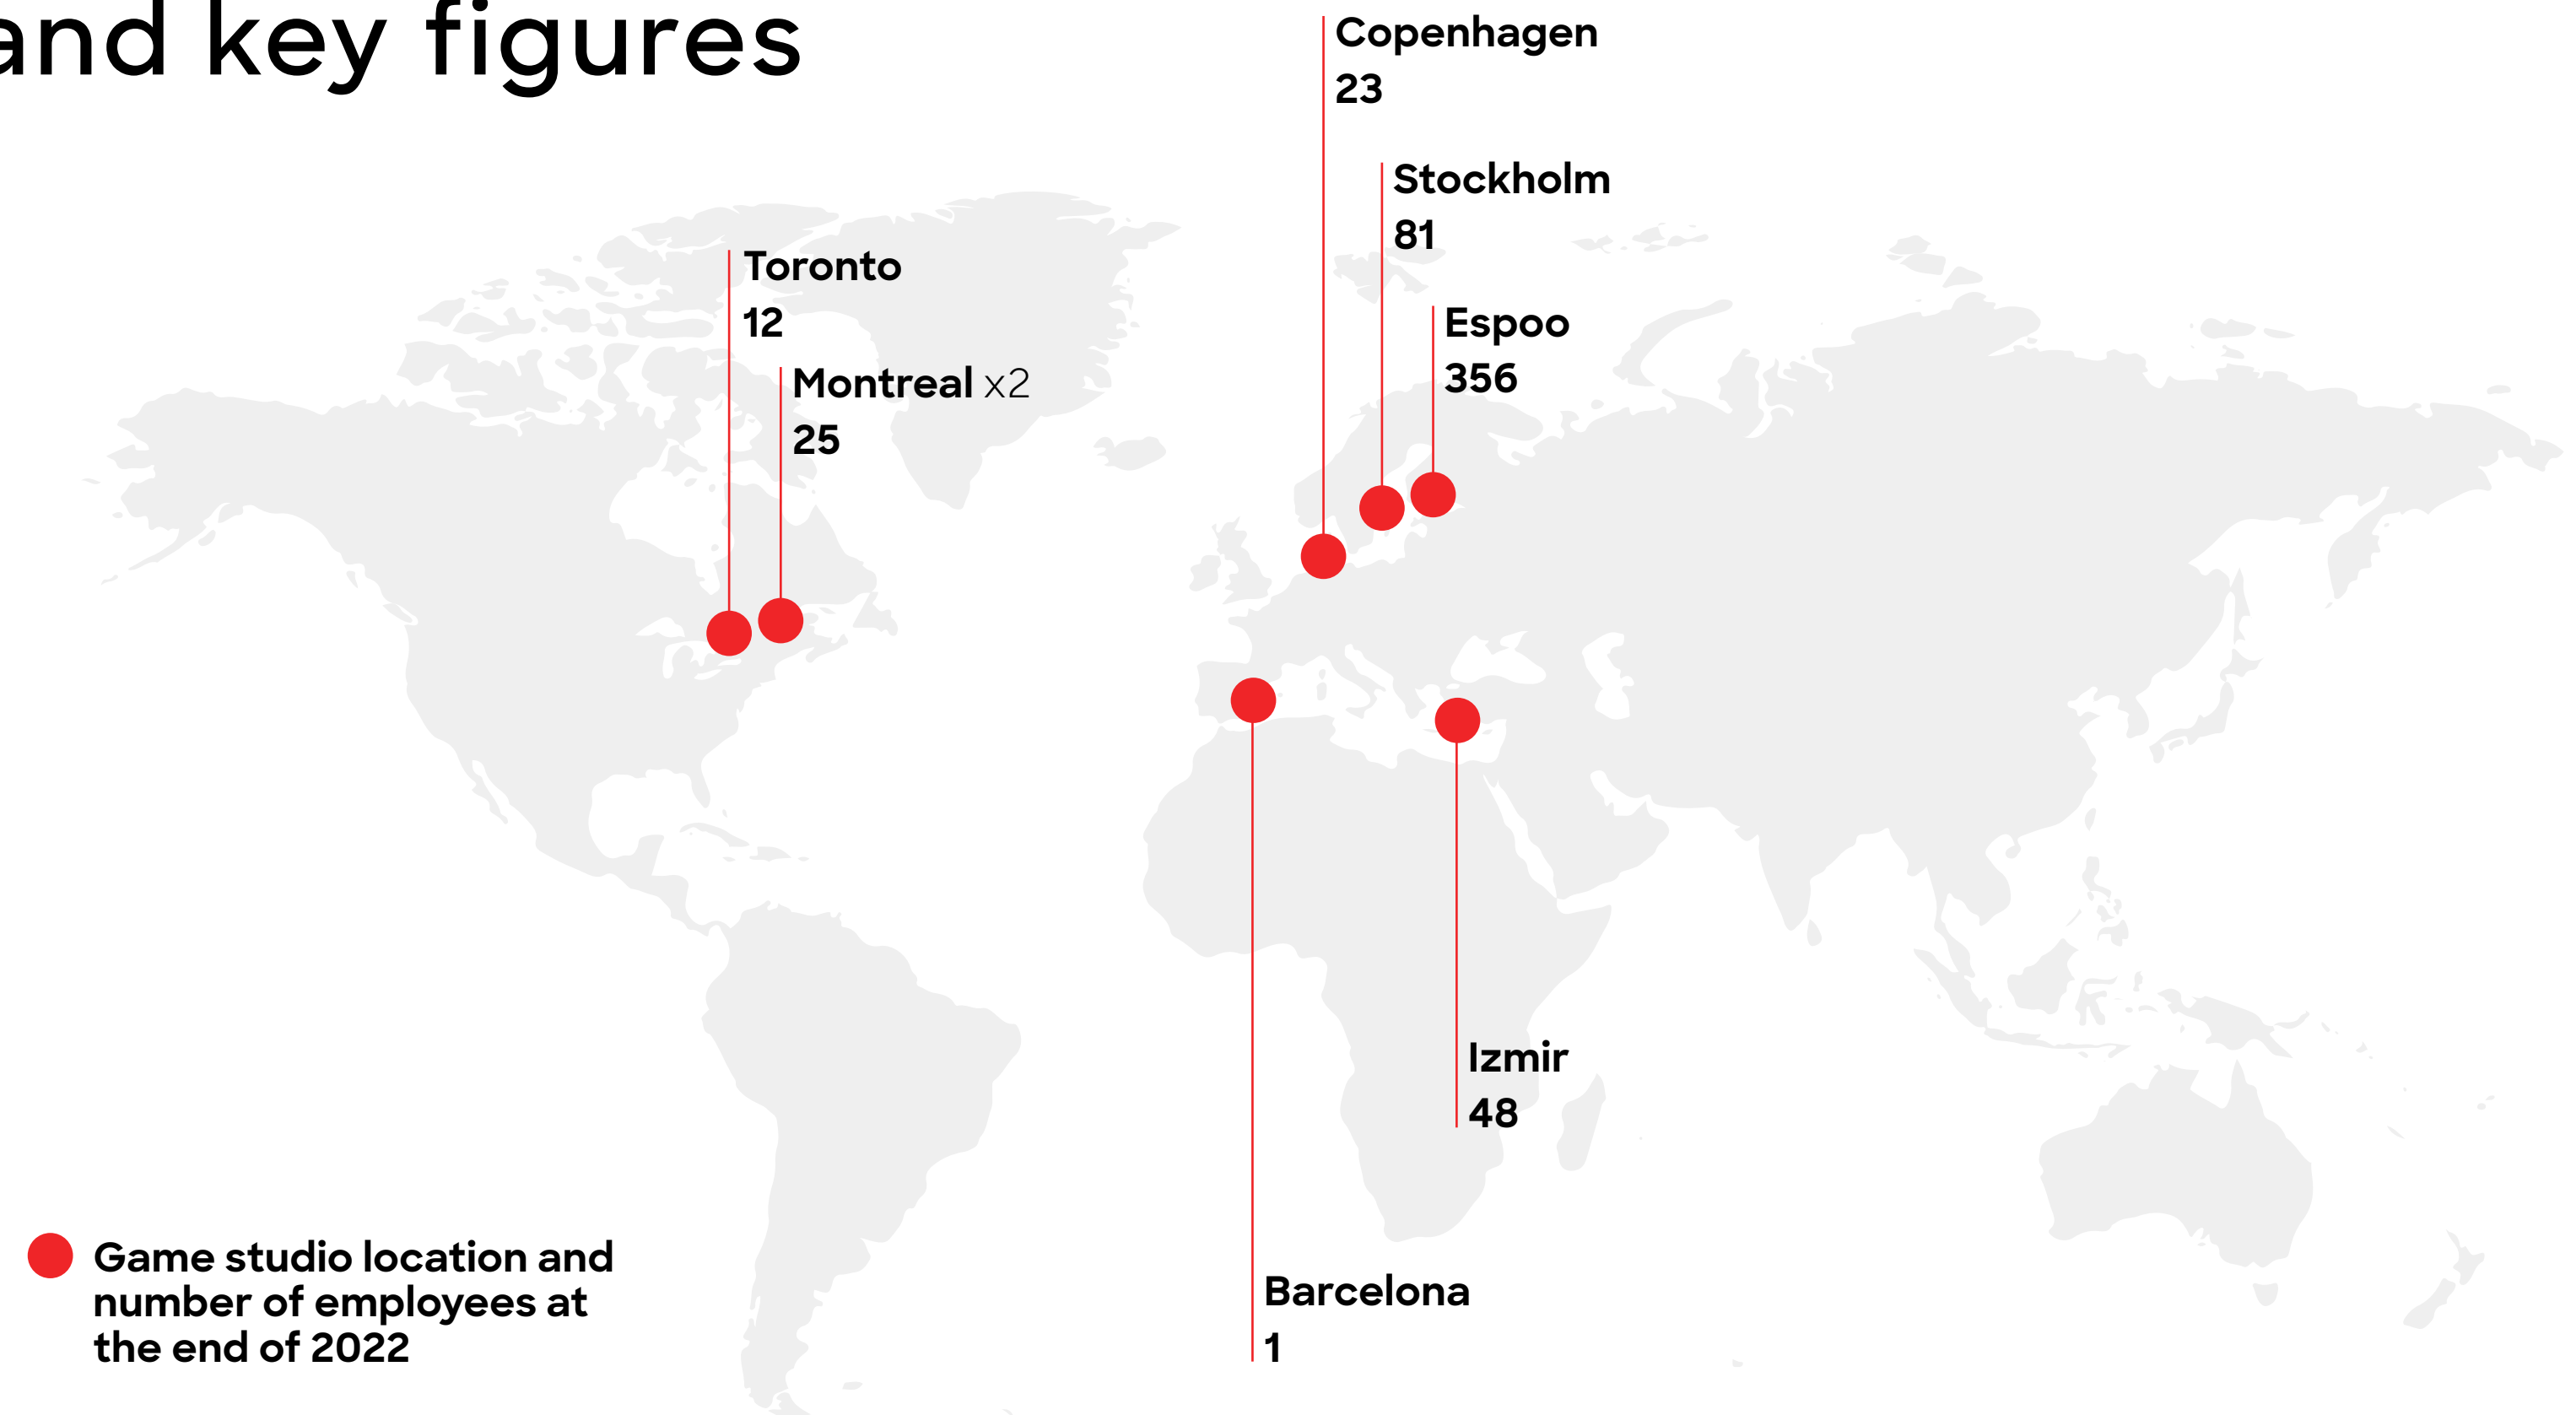 and key figures
Copenhagen
23
Stockholm
81
Toronto
12
Espoo
356
Montreal x2
25
Izmir
48
Barcelona
1
Game studio location and
number of employees at
the end of 2022